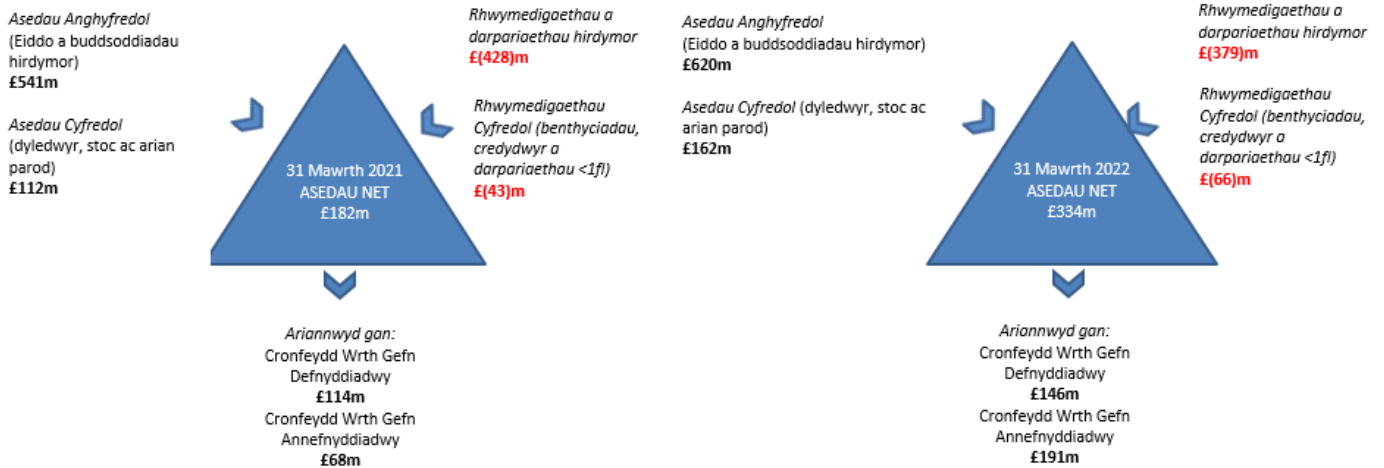 Asedau Anghyfredol
(Eiddo a buddsoddiadau
hirdymor)
£541m
Asedau Cyfredol
(dyledwyr, stoc ac arian
parod)
£112m
Rhwymedigaethau a
darpariaethau hirdymor
£(428)m
Rhwymedigaethau
Cyfredol (benthyciadau,
credydwyr a
darpariaethau <1fl)
£(43)m
31 Mawrth 2021
ASEDAU NET
£182m
Ariannwyd gan:
Cronfeydd Wrth Gefn
Defnyddiadwy
£114m
Cronfeydd Wrth Gefn
Annefnyddiadwy
£68m
Asedau Anghyfredol
(Eiddo a buddsoddiadau hirdymor)
£620m
Asedau Cyfredol (dyledwyr, stoc ac
arian parod)
£162m
Rhwymedigaethau a
darpariaethau hirdymor
£(379)m
Rhwymedigaethau
Cyfredol (benthyciadau,
credydwyr a
darpariaethau <1fl)
£(66)m
31 Mawrth 2022
ASEDAU NET
£334m
Ariannwyd gan:
Cronfeydd Wrth Gefn
Defnyddiadwy
£146m
Cronfeydd Wrth Gefn
Annefnyddiadwy
£191m